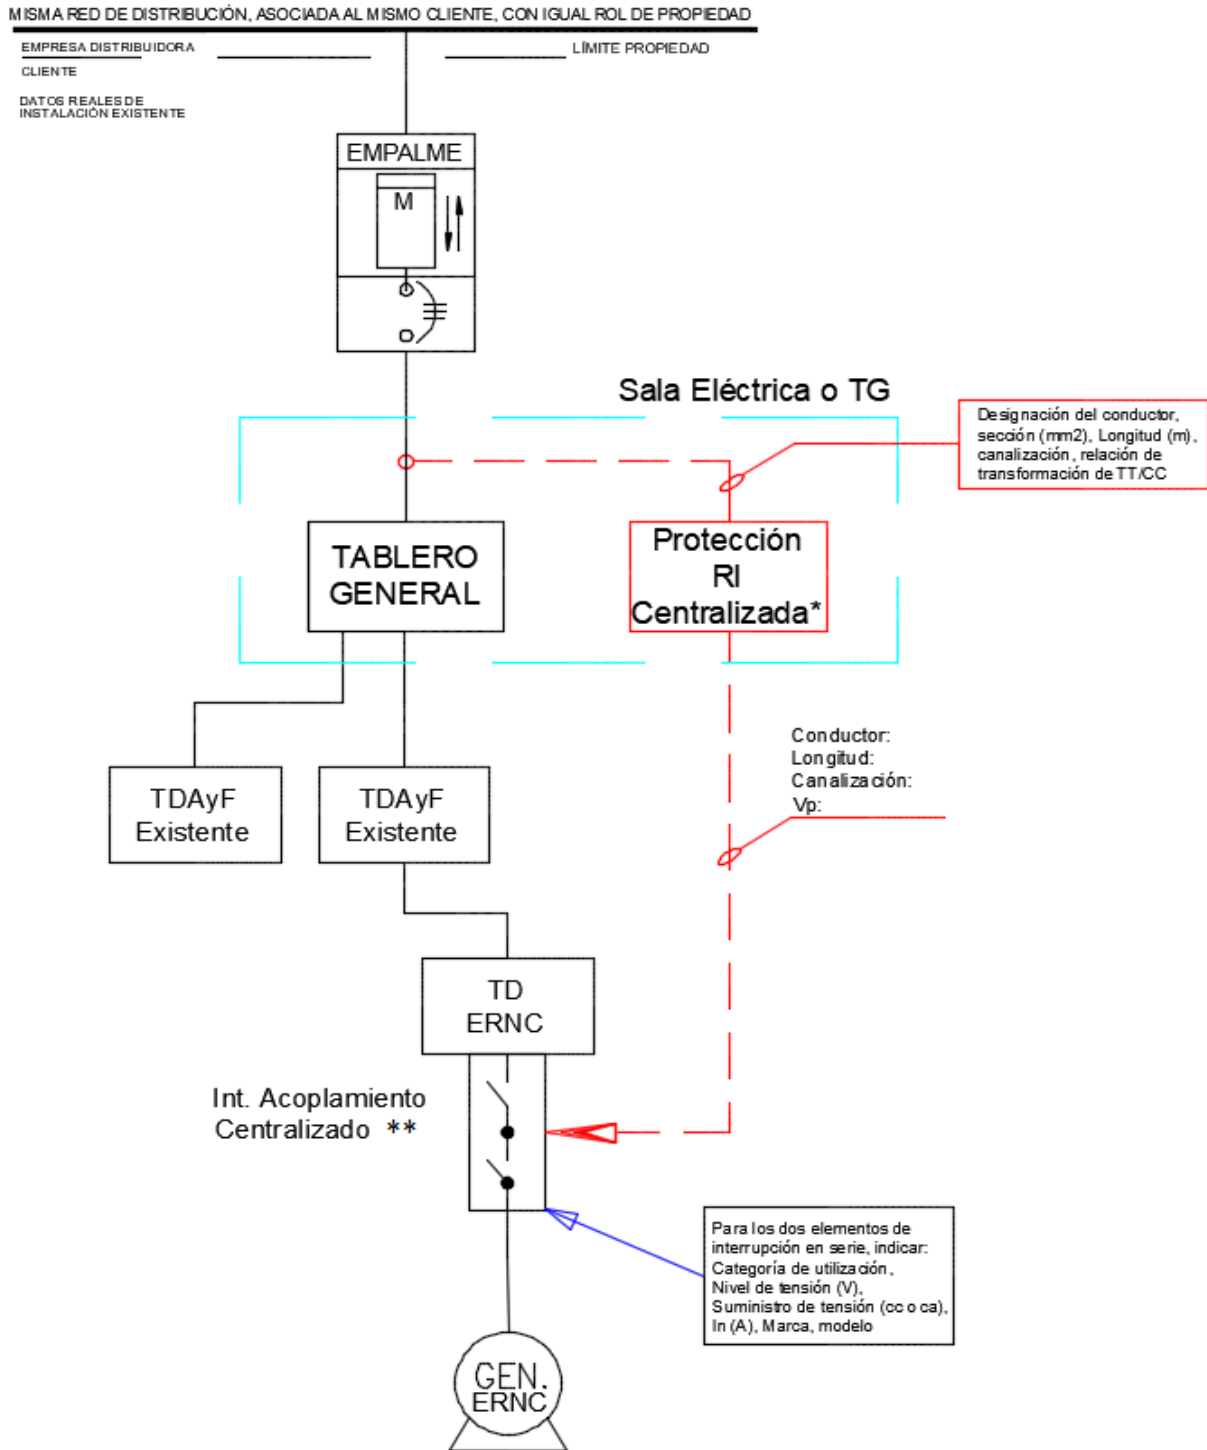 MISMA RED DE DISTRIBUCIÓN, ASOCIADA AL MISMO CLIENTE, CON IGUAL ROL DE PROPIEDAD
EMPRESA DISTRIBUIDORA
LÍMITE PROPIEDAD
CLIENTE
DATOS REALES DE
INSTALACIÓN EXISTENTE
EMPALME
M
Sala Eléctrica o TG
Designación del conductor,
sección (mm2), Longitud (m),
canalización, relación de
transformación de TT/CC
TABLERO
GENERAL
Protección
RI
Centralizada*
Conductor:
Longitud:
Canalización:
Vp:
TDAyF
Existente
TDAyF
Existente
TD
ERNC
Int. Acoplamiento
Centralizado **
Para los dos elementos de
interrupción en serie, indicar:
Categoría de utilización,
Nivel de tensión (V),
Suministro de tensión (cc o ca),
In (A), Marca, modelo
GEN.
ERNC